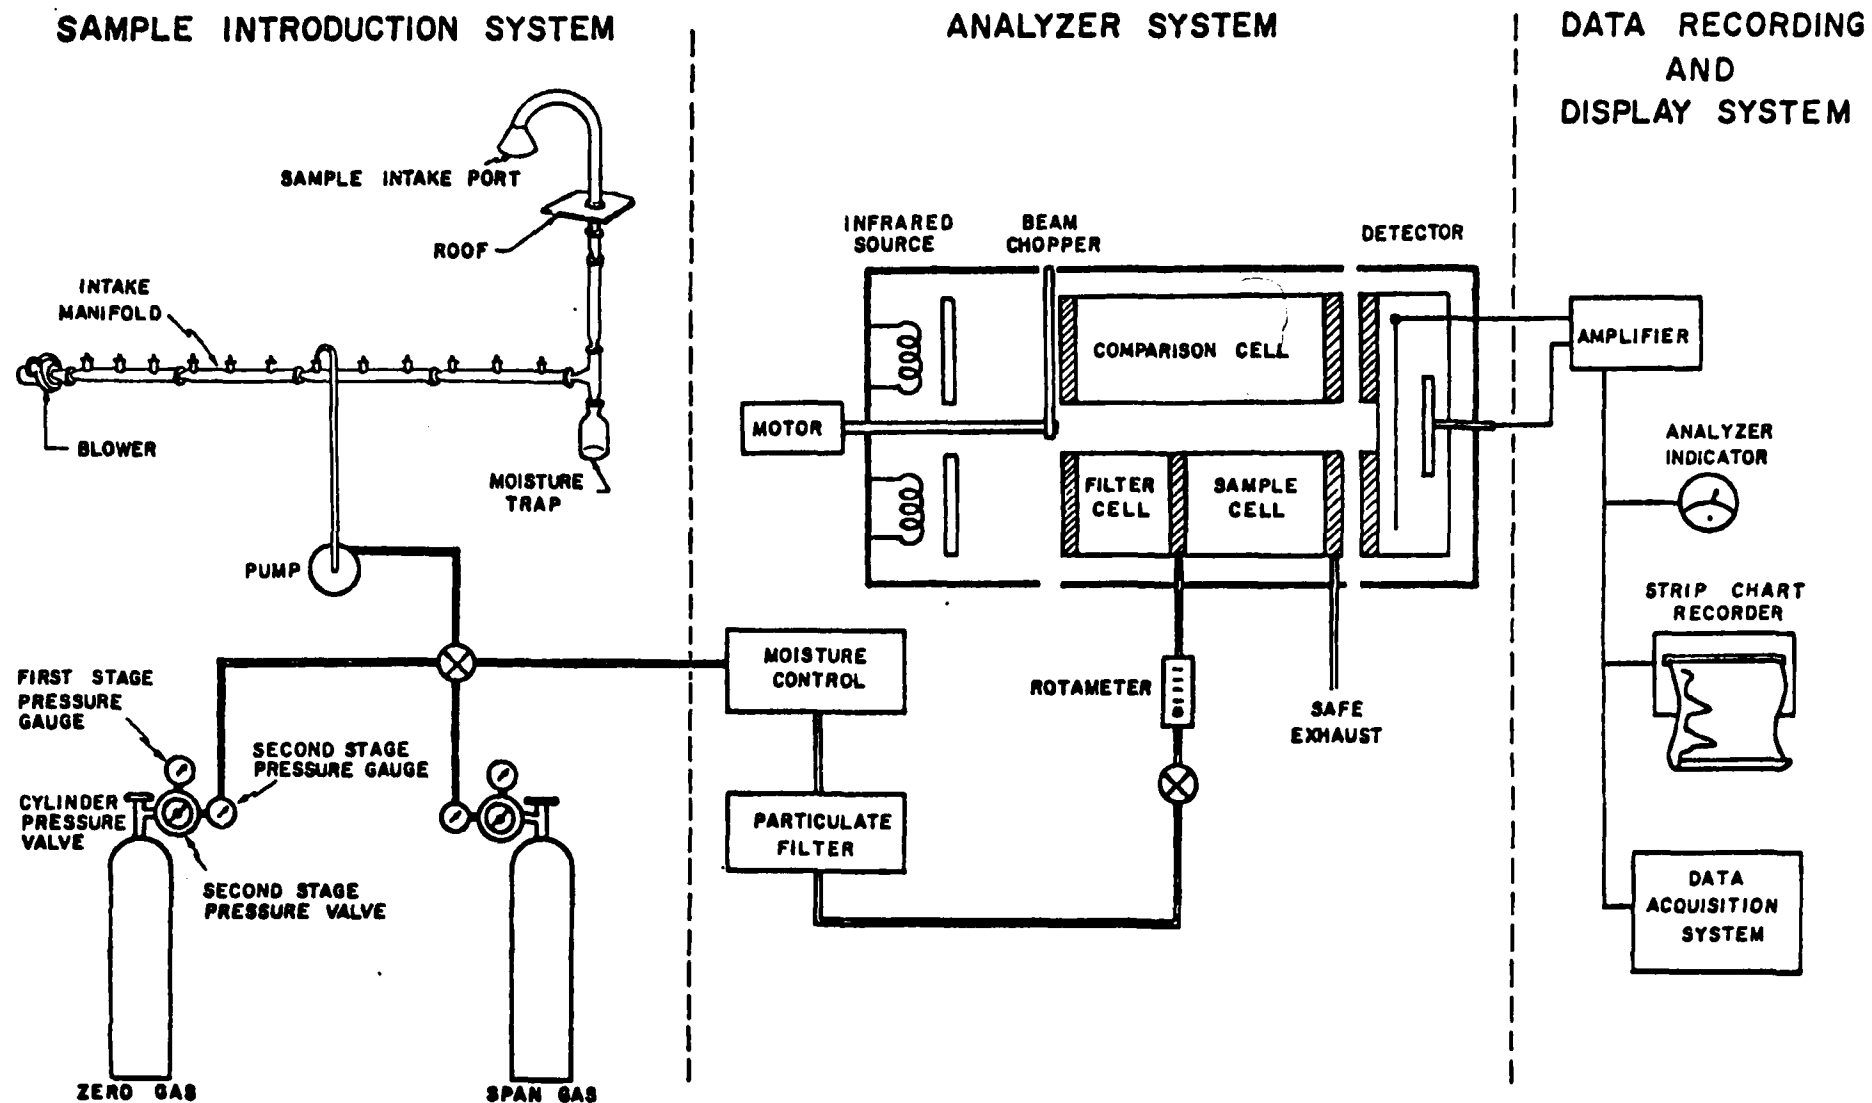 SAMPLE INTRODUCTION SYSTEM
ANALYZER SYSTEM
DATA RECORDING
AND
DISPLAY SYSTEM
SAMPLE INTAKE PORT
ROOF
INTAKE
MANIFOLD
BLOWER
MOISTURE
TRAP
PUMP
FIRST STAGE
PRESSURE
GAUGE
SECOND STAGE
PRESSURE GAUGE
CYLINDER
PRESSURE
VALVE
SECOND STAGE
PRESSURE VALVE
ZERO GAS
SPAN GAS
INFRARED
SOURCE
BEAM
CHOPPER
DETECTOR
COMPARISON CELL
MOTOR
FILTER
CELL
SAMPLE
CELL
MOISTURE
CONTROL
ROTAMETER
SAFE
EXHAUST
PARTICULATE
FILTER
AMPLIFIER
ANALYZER
INDICATOR
STRIP CHART
RECORDER
DATA
ACQUISITION
SYSTEM